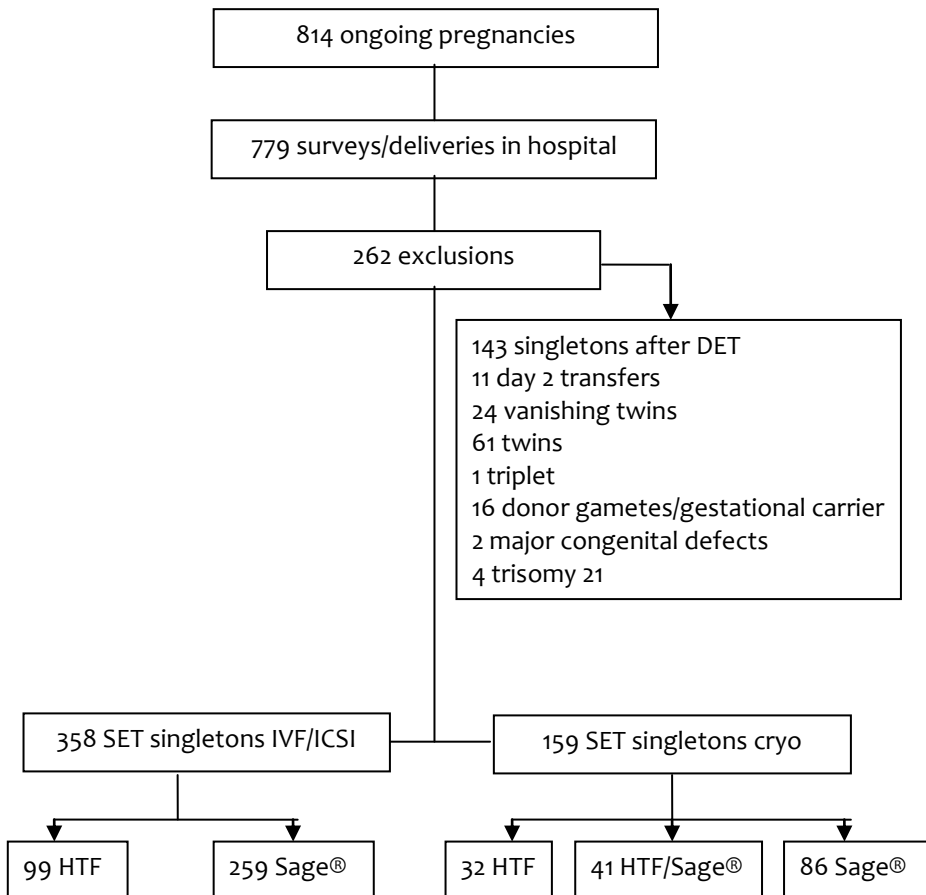 814 ongoing pregnancies
779 surveys/deliveries in hospital
262 exclusions
143 singletons after DET
11 day 2 transfers
24 vanishing twins
61 twins
1 triplet
16 donor gametes/gestational carrier
2 major congenital defects
4 trisomy 21
358 SET singletons IVF/ICSI
159 SET singletons cryo
99 HTF
259 Sage®
32 HTF
41 HTF/Sage®
86 Sage®